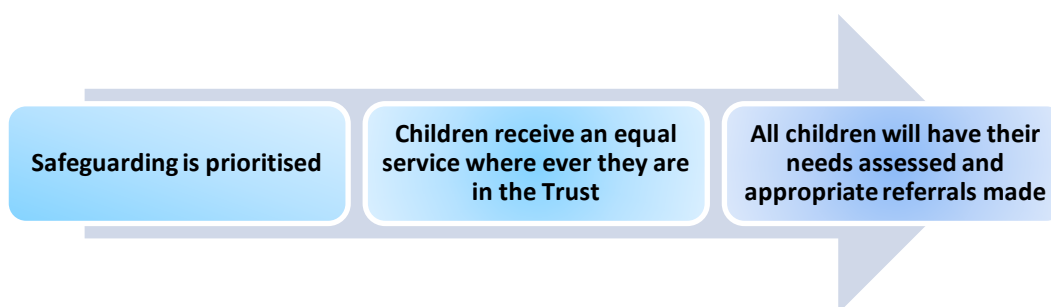 Safeguarding is prioritised
Children receive an equal
service where ever they are
in the Trust
All children will have their
needs assessed and
appropriate referrals made